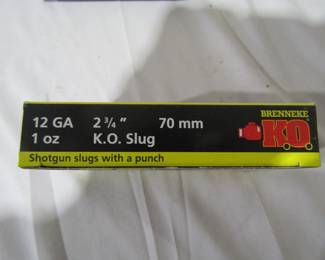 12 GA 2 3/4" 70 mm
1 oz K.O. Slug
Shotgun slugs with a punch
BRENNEKE
K.O.